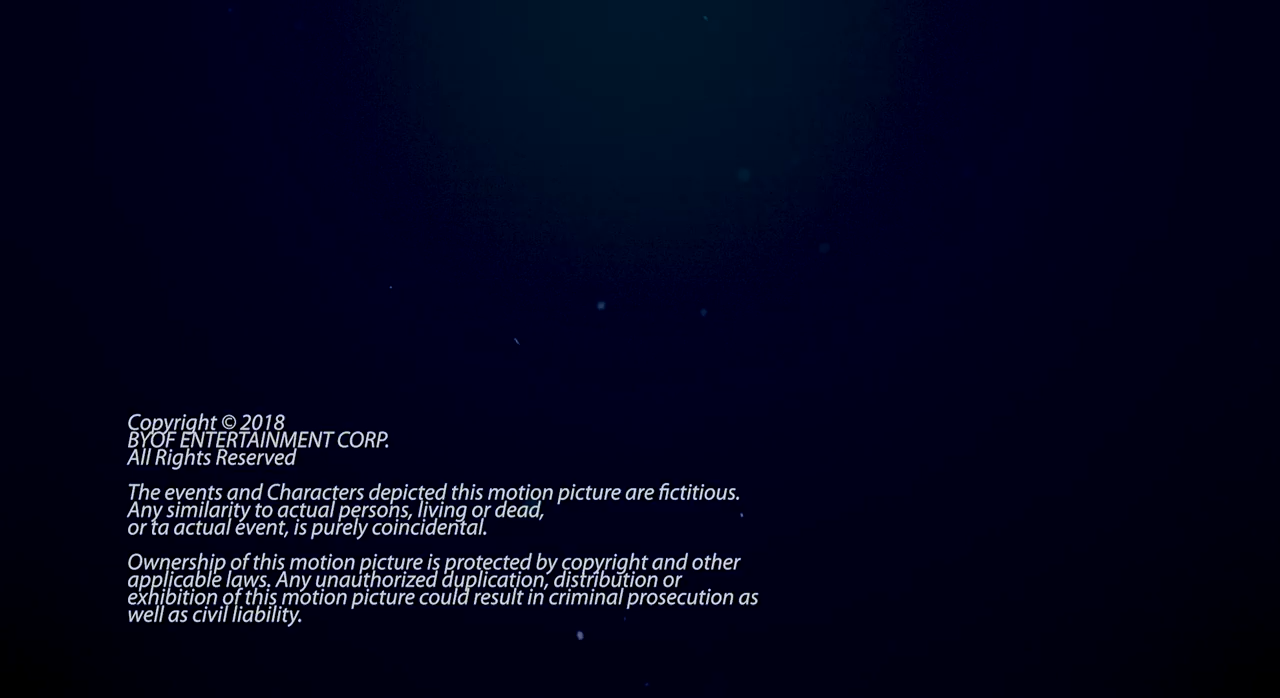 Copyright © 2018
BYOF ENTERTAINMENT CORP.
All Rights Reserved
The events and Characters depicted this motion picture are fictitious.
Any similarity to actual persons, living or dead,
or ta actual event, is purely coincidental.
Ownership of this motion picture is protected by copyright and other
applicable laws. Any unauthorized duplication, distribution or
exhibition of this motion picture could result in criminal prosecution as
well as civil liability.